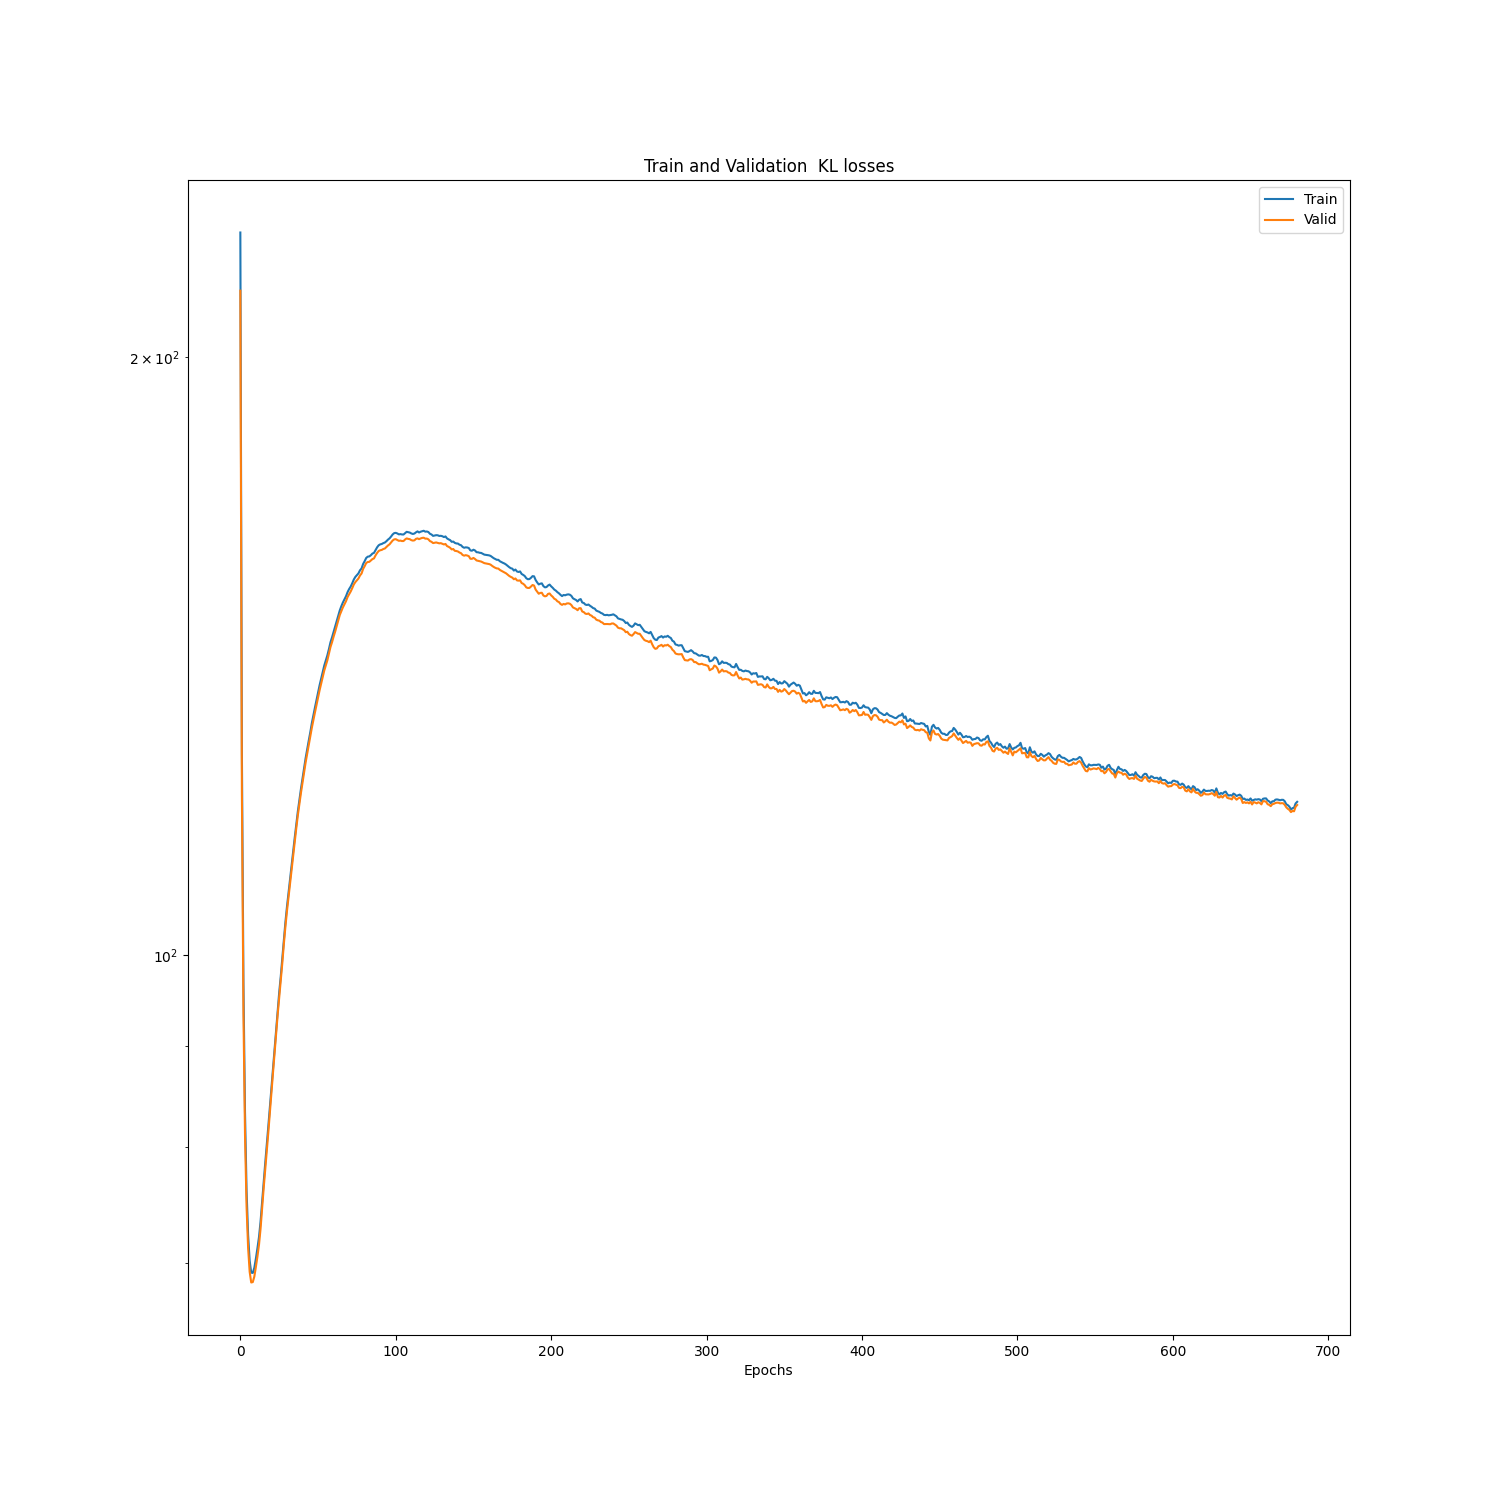 Train and Validation  KL losses
Train
Valid
2 × 10²
10²
0 100 200 300 400 500 600 700
Epochs